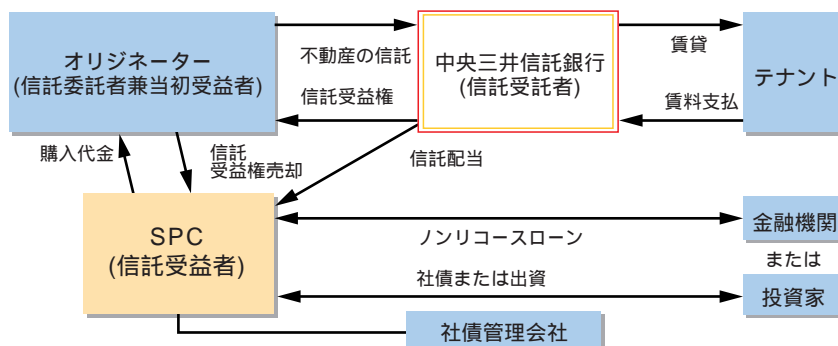 オリジネーター
(信託委託者兼当初受益者)
不動産の信託
信託受益権
中央三井信託銀行
(信託受託者)
賃貸
賃料支払
テナント
購入代金
信託
受益権売却
信託配当
SPC
(信託受益者)
ノンリコースローン
金融機関
または
社債または出資
投資家
社債管理会社